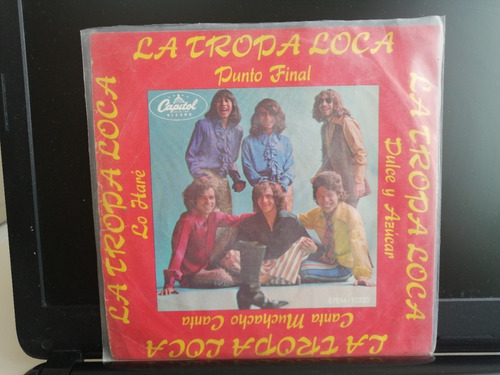 LA TROPA LOCA
Punto Final
Capitol
LA TROPA LOCA
Dulce y Azúcar
LA TROPA LOCA
Canta Muchacho Canta
LA TROPA LOCA
Lo Haré